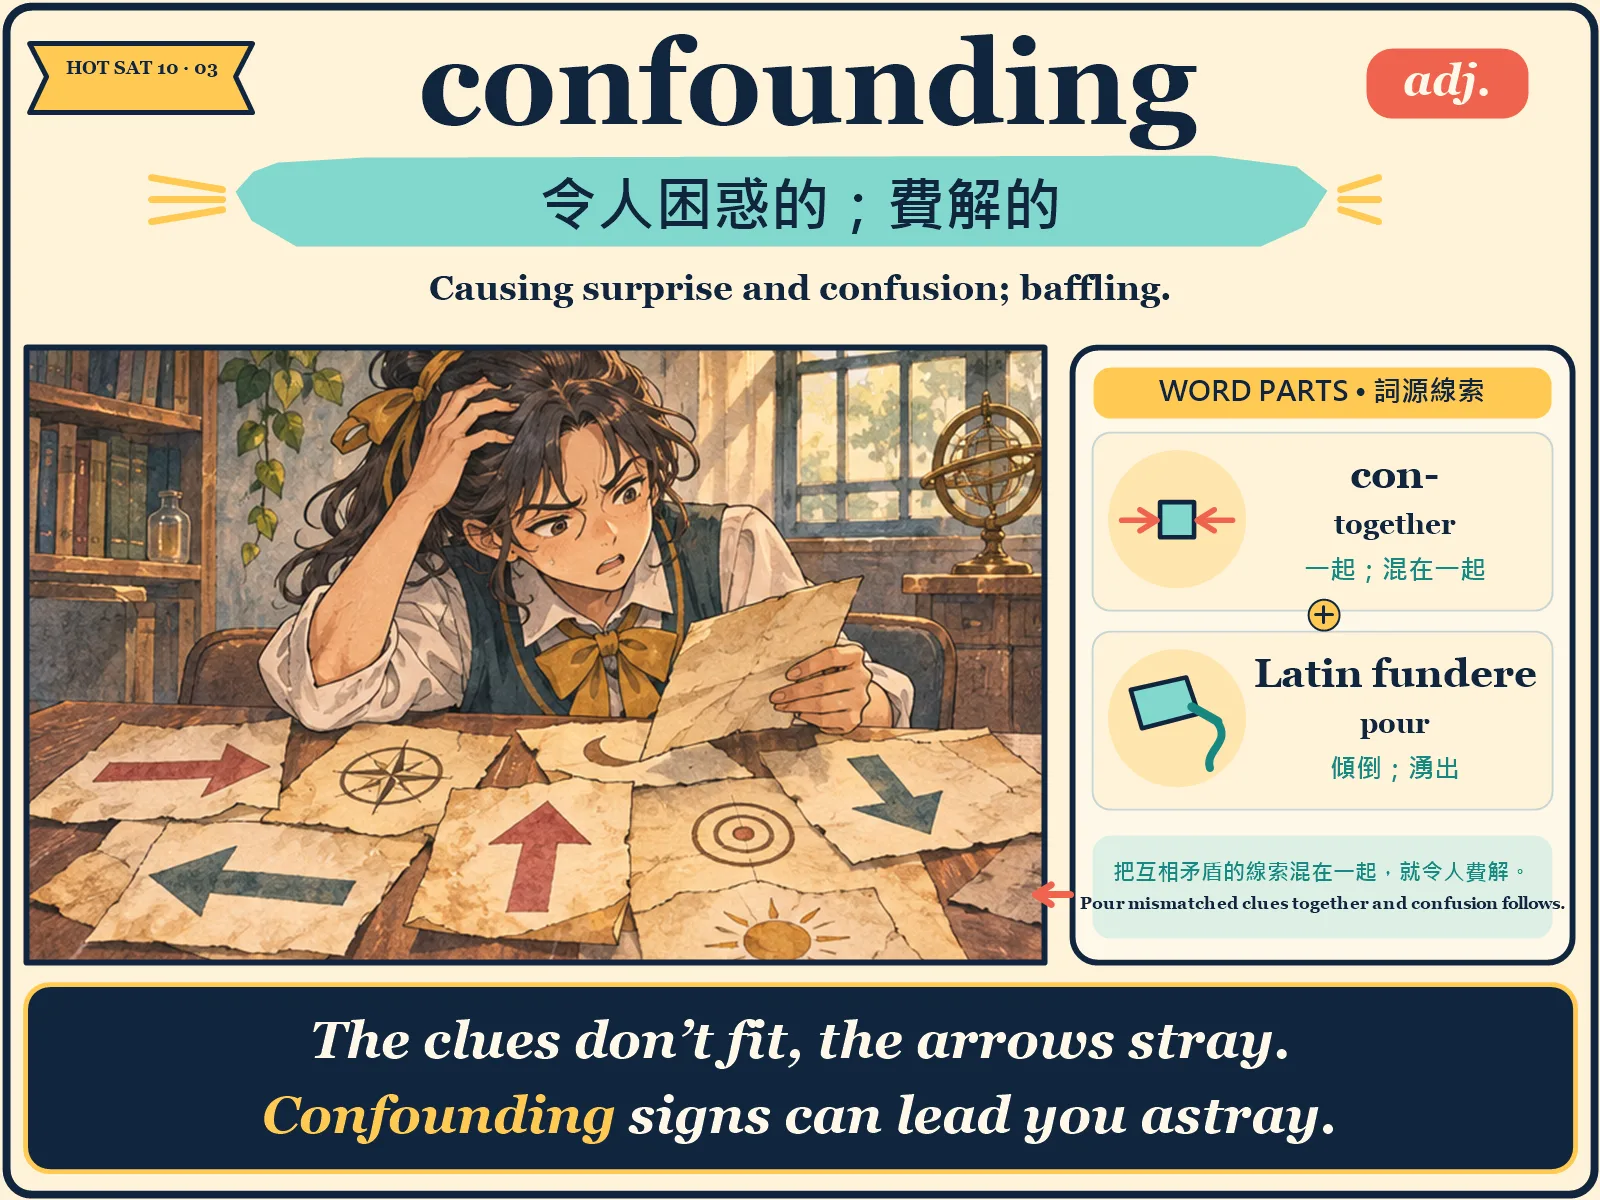 HOT SAT 10 · 03
confounding
adj.
令人困惑的；費解的
Causing surprise and confusion; baffling.
WORD PARTS • 詞源線索
con-
together
一起；混在一起
+
Latin fundere
pour
傾倒；湧出
把互相矛盾的線索混在一起，就令人費解。
Pour mismatched clues together and confusion follows.
The clues don’t fit, the arrows stray.
Confounding signs can lead you astray.